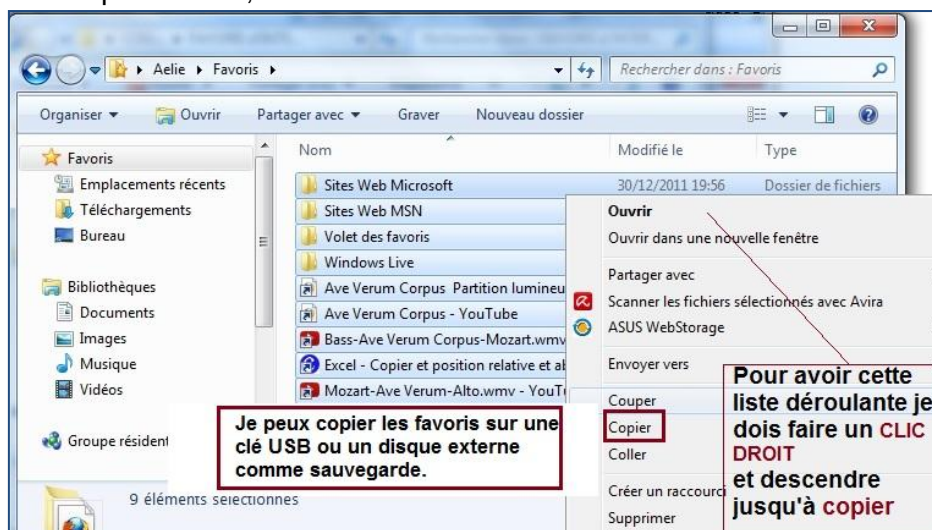 Aelie ▸ Favoris ▸
Rechercher dans : Favoris
Organiser
Ouvrir
Partager avec
Graver
Nouveau dossier
Favoris
Emplacements récents
Téléchargements
Bureau
Bibliothèques
Documents
Images
Musique
Vidéos
Groupe résident
Nom
Modifié le
Type
Sites Web Microsoft
30/12/2011 19:56
Dossier de fichiers
Sites Web MSN
Volet des favoris
Windows Live
Ave Verum Corpus Partition
Ave Verum Corpus - YouTube
Bass-Ave Verum Corpus-Mozart.wmv
Excel - Copier et position relative et
Mozart-Ave Verum-Alto.wmv -
Ouvrir
Ouvrir dans une nouvelle fenêtre
Partager avec
Scanner les fichiers sélectionnés avec Avira
ASUS WebStorage
Envoyer vers
Couper
Copier
Coller
Créer un raccourci
Supprimer
Je peux copier les favoris sur une
clé USB ou un disque externe
comme sauvegarde.
Pour avoir cette
liste déroulante je
dois faire un CLIC
DROIT
et descendre
jusqu'à copier
9 éléments sélectionnés